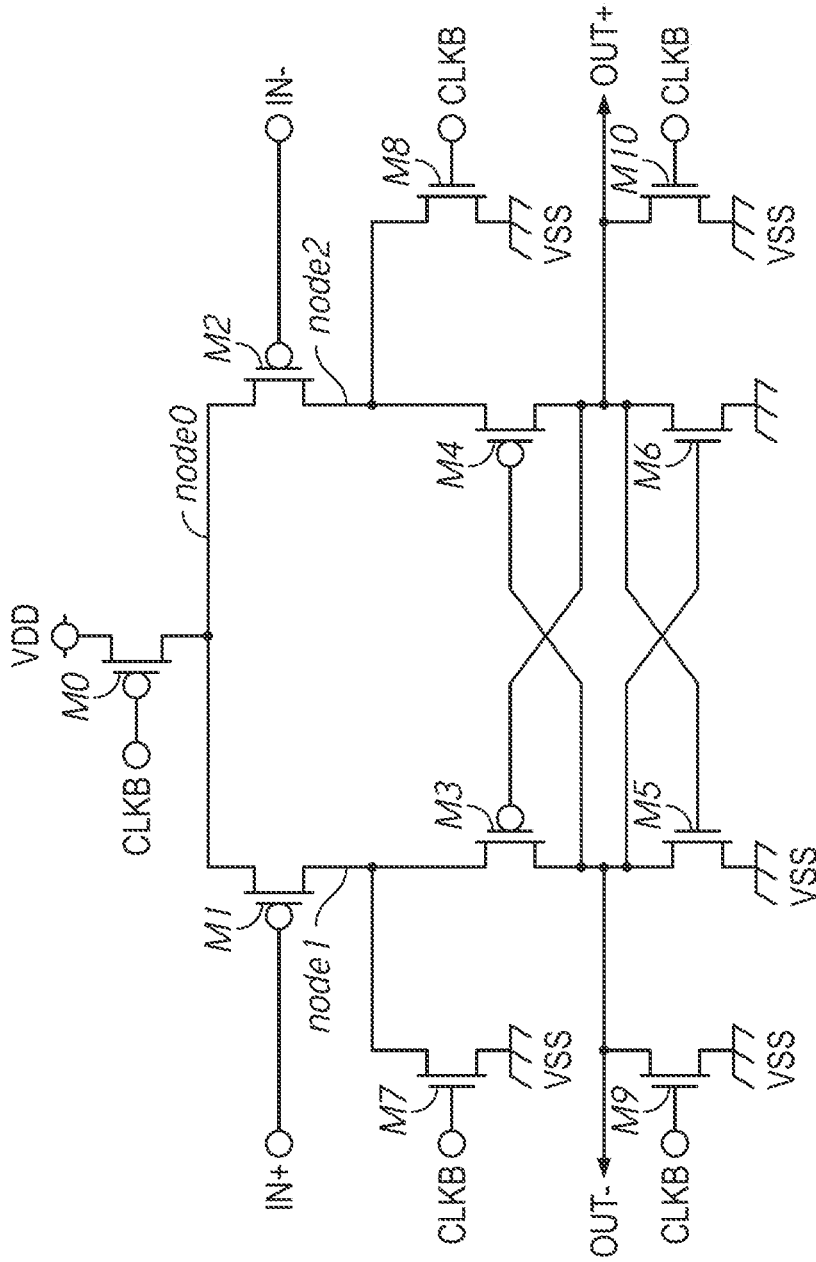 VDD
M0
CLKB
node0
M1
M2
IN+
IN-
node1
node2
M7
M8
CLKB
CLKB
VSS
VSS
M3
M4
OUT-
OUT+
M9
M5
M6
M10
CLKB
CLKB
VSS
VSS
VSS